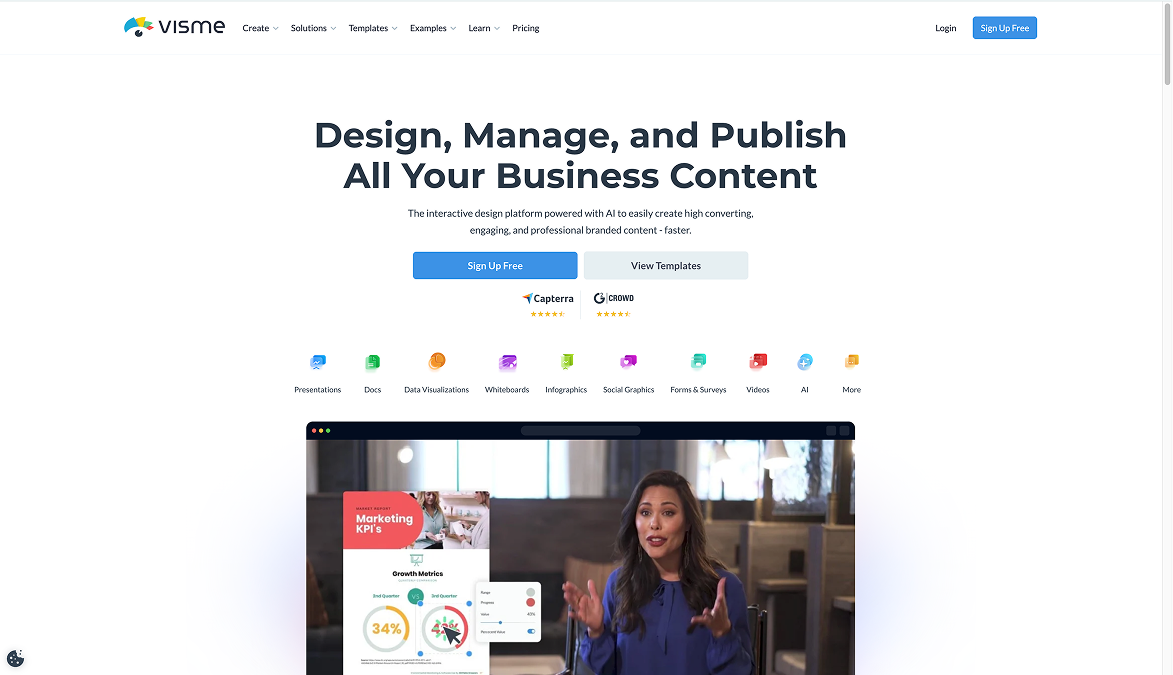 VISME
Create
Solutions
Templates
Examples
Learn
Pricing
Login
Sign Up Free
Design, Manage, and Publish
All Your Business Content
The interactive design platform powered with AI to easily create high converting,
engaging, and professional branded content - faster.
Sign Up Free
View Templates
Capterra
G CROWD
Presentations
Docs
Data Visualizations
Whiteboards
Infographics
Social Graphics
Forms & Surveys
Videos
AI
More
MARKET REPORT
Marketing
KPI's
Growth Metrics
2nd Quarter
VS
3rd Quarter
34%
Range
Progress
Value
40%
Percent Value